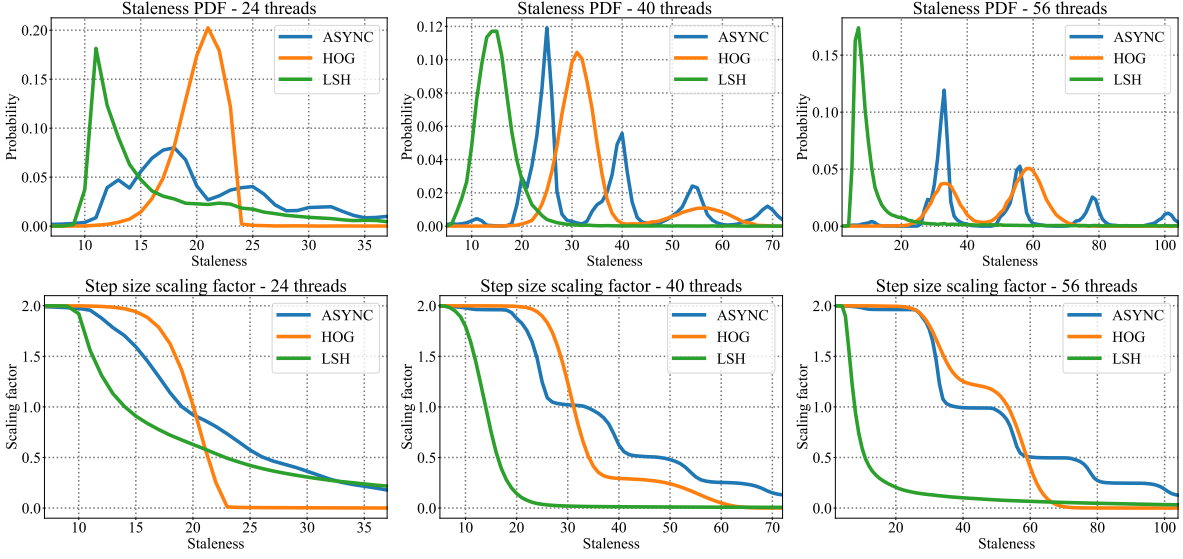 Staleness PDF - 24 threads
0.20
0.15
0.10
0.05
0.00
Probability
ASYNC
HOG
LSH
10 15 20 25 30 35
Staleness
Staleness PDF - 40 threads
0.12
0.10
0.08
0.06
0.04
0.02
0.00
Probability
ASYNC
HOG
LSH
10 20 30 40 50 60 70
Staleness
Staleness PDF - 56 threads
0.15
0.10
0.05
0.00
Probability
ASYNC
HOG
LSH
20 40 60 80 100
Staleness
Step size scaling factor - 24 threads
2.0
1.5
1.0
0.5
0.0
Scaling factor
ASYNC
HOG
LSH
10 15 20 25 30 35
Staleness
Step size scaling factor - 40 threads
2.0
1.5
1.0
0.5
0.0
Scaling factor
ASYNC
HOG
LSH
10 20 30 40 50 60 70
Staleness
Step size scaling factor - 56 threads
2.0
1.5
1.0
0.5
0.0
Scaling factor
ASYNC
HOG
LSH
20 40 60 80 100
Staleness